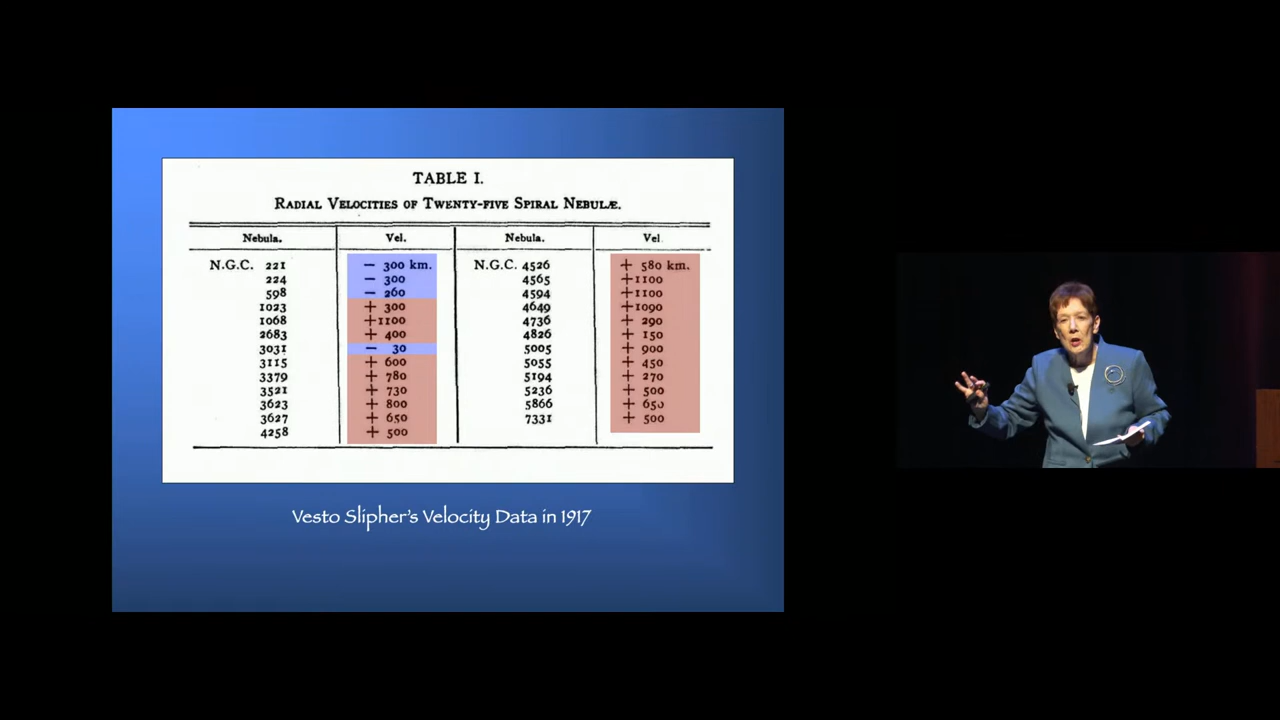 TABLE I.
RADIAL VELOCITIES OF TWENTY-FIVE SPIRAL NEBULÆ.
Nebula. Vel. Nebula. Vel
N.G.C. 221 − 300 km. N.G.C. 4526 + 580 km.
224 − 300 4565 +1100
598 − 260 4594 +1100
1023 + 300 4649 +1090
1068 +1100 4736 + 290
2683 + 400 4826 + 150
3031 − 30 5005 + 900
3115 + 600 5055 + 450
3379 + 780 5194 + 270
3521 + 730 5236 + 500
3623 + 800 5866 + 650
3627 + 650 7331 + 500
4258 + 500
Vesto Slipher's Velocity Data in 1917